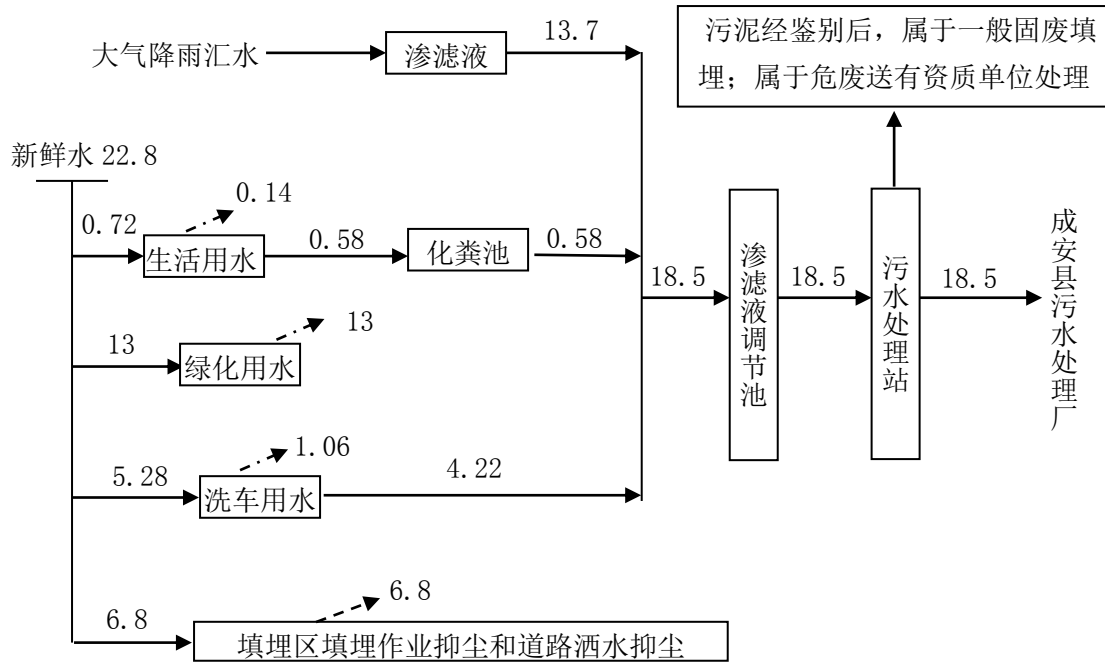 大气降雨汇水
渗滤液
13.7
污泥经鉴别后，属于一般固废填
埋；属于危废送有资质单位处理
新鲜水 22.8
0.72
0.14
生活用水
0.58
化粪池
0.58
13
13
绿化用水
5.28
1.06
洗车用水
4.22
6.8
6.8
填埋区填埋作业抑尘和道路洒水抑尘
18.5
渗滤液调节池
18.5
污水处理站
18.5
成安县污水处理厂